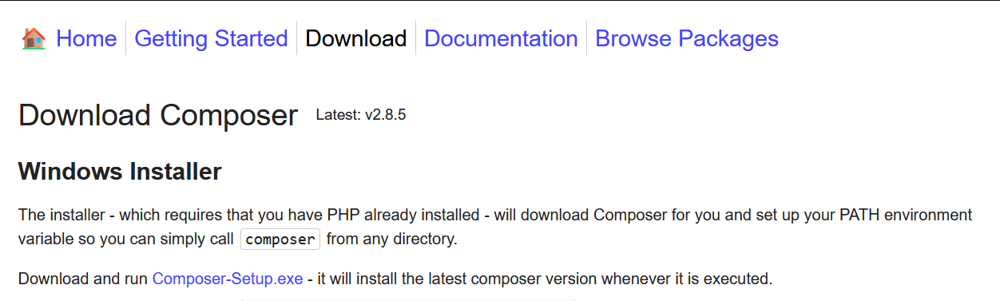 Home Getting Started Download Documentation Browse Packages
Download Composer Latest: v2.8.5
Windows Installer
The installer - which requires that you have PHP already installed - will download Composer for you and set up your PATH environment
variable so you can simply call composer from any directory.
Download and run Composer-Setup.exe - it will install the latest composer version whenever it is executed.